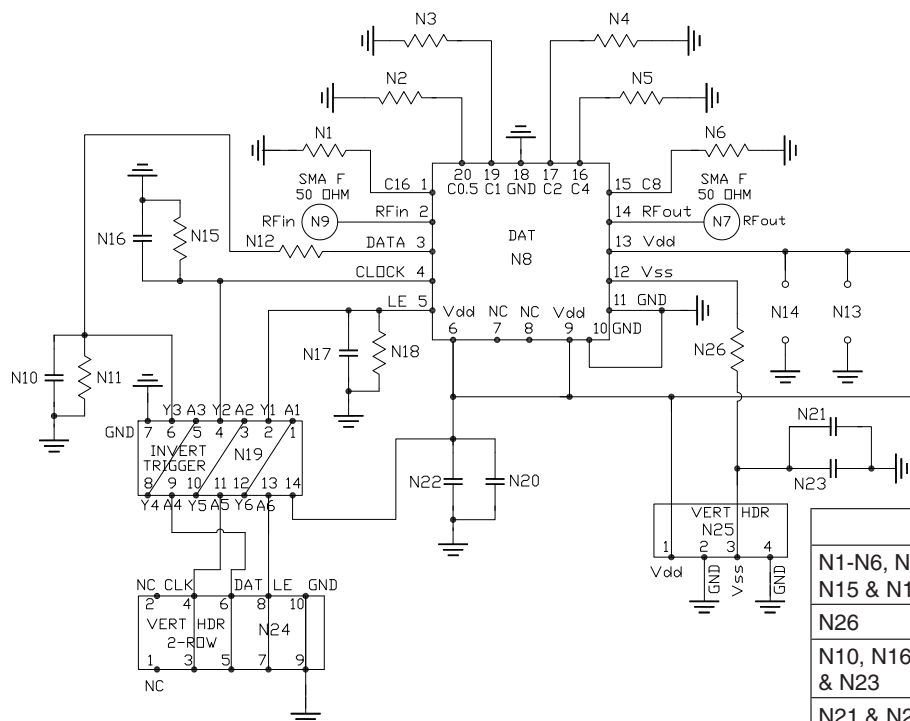 N3
N4
N2
N5
N1
N6
20 19 18 17 16
C0.5 C1 GND C2 C4
SMA F
50 OHM
SMA F
50 OHM
C16 1
15 C8
RFin N9 RFin 2
14 RFout N7 RFout
N16 N15 N12 DATA 3
DAT
N8
13 Vdd
CLOCK 4
12 Vss
LE 5
11 GND
Vdd NC NC Vdd 10 GND
6 7 8 9
N14 N13
N17 N18
N26
N10 N11
Y3 A3 Y2 A2 Y1 A1
GND 7 6 5 4 3 2 1
INVERT
TRIGGER
N19
8 9 10 11 12 13 14
Y4 A4 Y5 A5 Y6 A6
N22 N20
N21
N23
VERT HDR
N25
1 2 3 4
Vdd GND Vss GND
NC CLK DAT LE GND
2 4 6 8 10
VERT HDR
2-ROW
N24
1 3 5 7 9
NC
N1-N6, N
N15 & N1
N26
N10, N16
& N23
N21 & N2